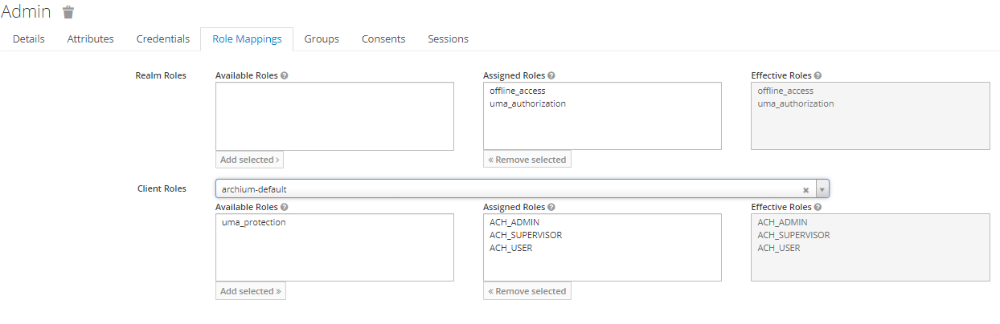 Admin
Details Attributes Credentials Role Mappings Groups Consents Sessions
Realm Roles Available Roles Assigned Roles Effective Roles
offline_access offline_access
uma_authorization uma_authorization
Add selected › « Remove selected
Client Roles archium-default
Available Roles Assigned Roles Effective Roles
uma_protection ACH_ADMIN ACH_ADMIN
ACH_SUPERVISOR ACH_SUPERVISOR
ACH_USER ACH_USER
Add selected » « Remove selected